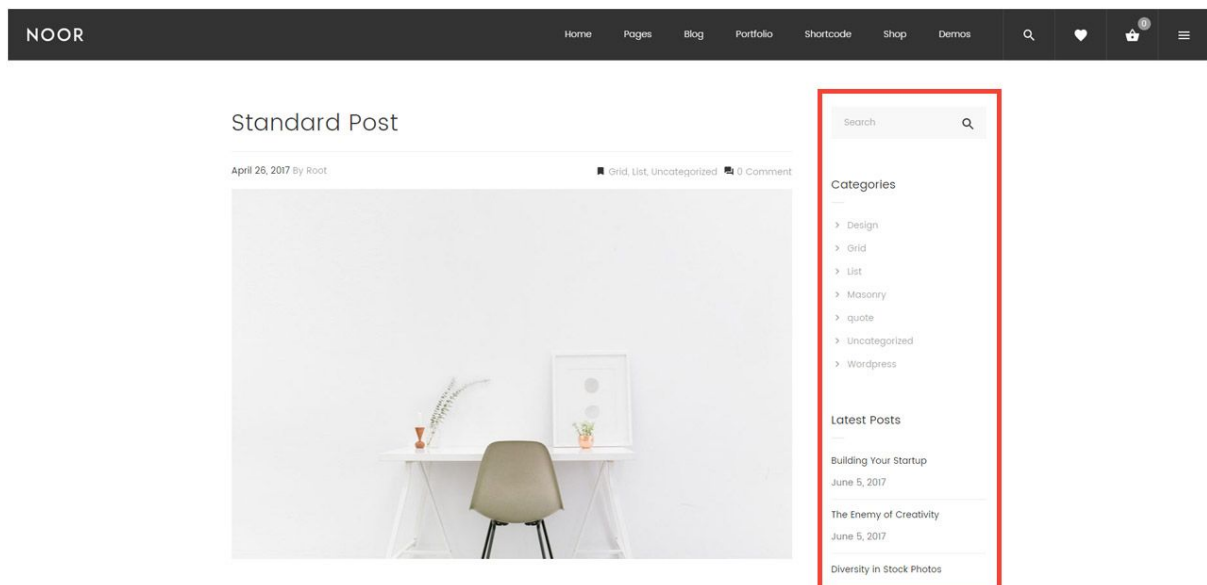 NOOR
Home Pages Blog Portfolio Shortcode Shop Demos 0
Standard Post
April 26, 2017 By Root
Grid, List, Uncategorized 0 Comment
Search
Categories
Design
Grid
List
Masonry
quote
Uncategorized
Wordpress
Latest Posts
Building Your Startup
June 5, 2017
The Enemy of Creativity
June 5, 2017
Diversity in Stock Photos